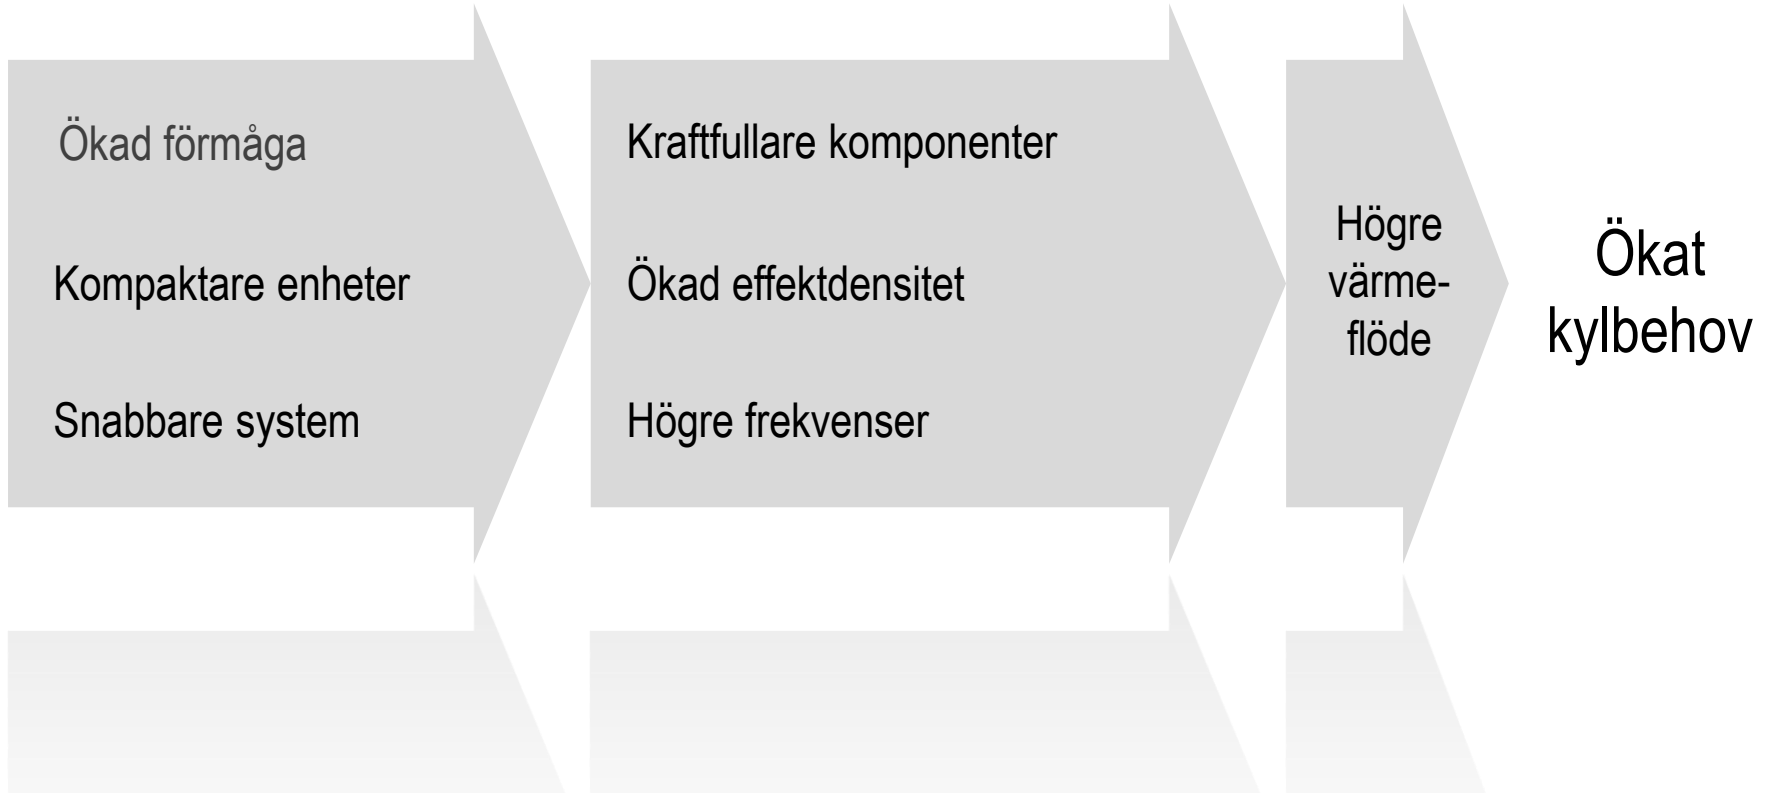 Ökad förmåga
Kompaktare enheter
Snabbare system
Kraftfullare komponenter
Ökad effektdensitet
Högre frekvenser
Högre
värme-
flöde
Ökat
kylbehov